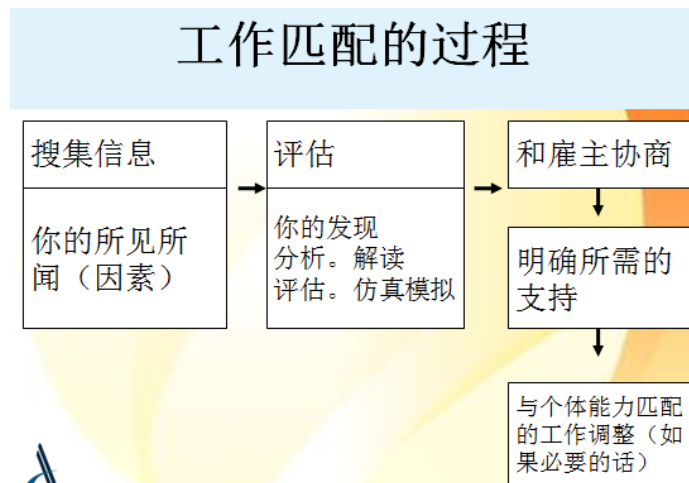 工作匹配的过程
搜集信息
你的所见所
闻（因素）
评估
你的发现
分析。解读
评估。仿真模拟
和雇主协商
明确所需的
支持
与个体能力匹配
的工作调整（如
果必要的话）